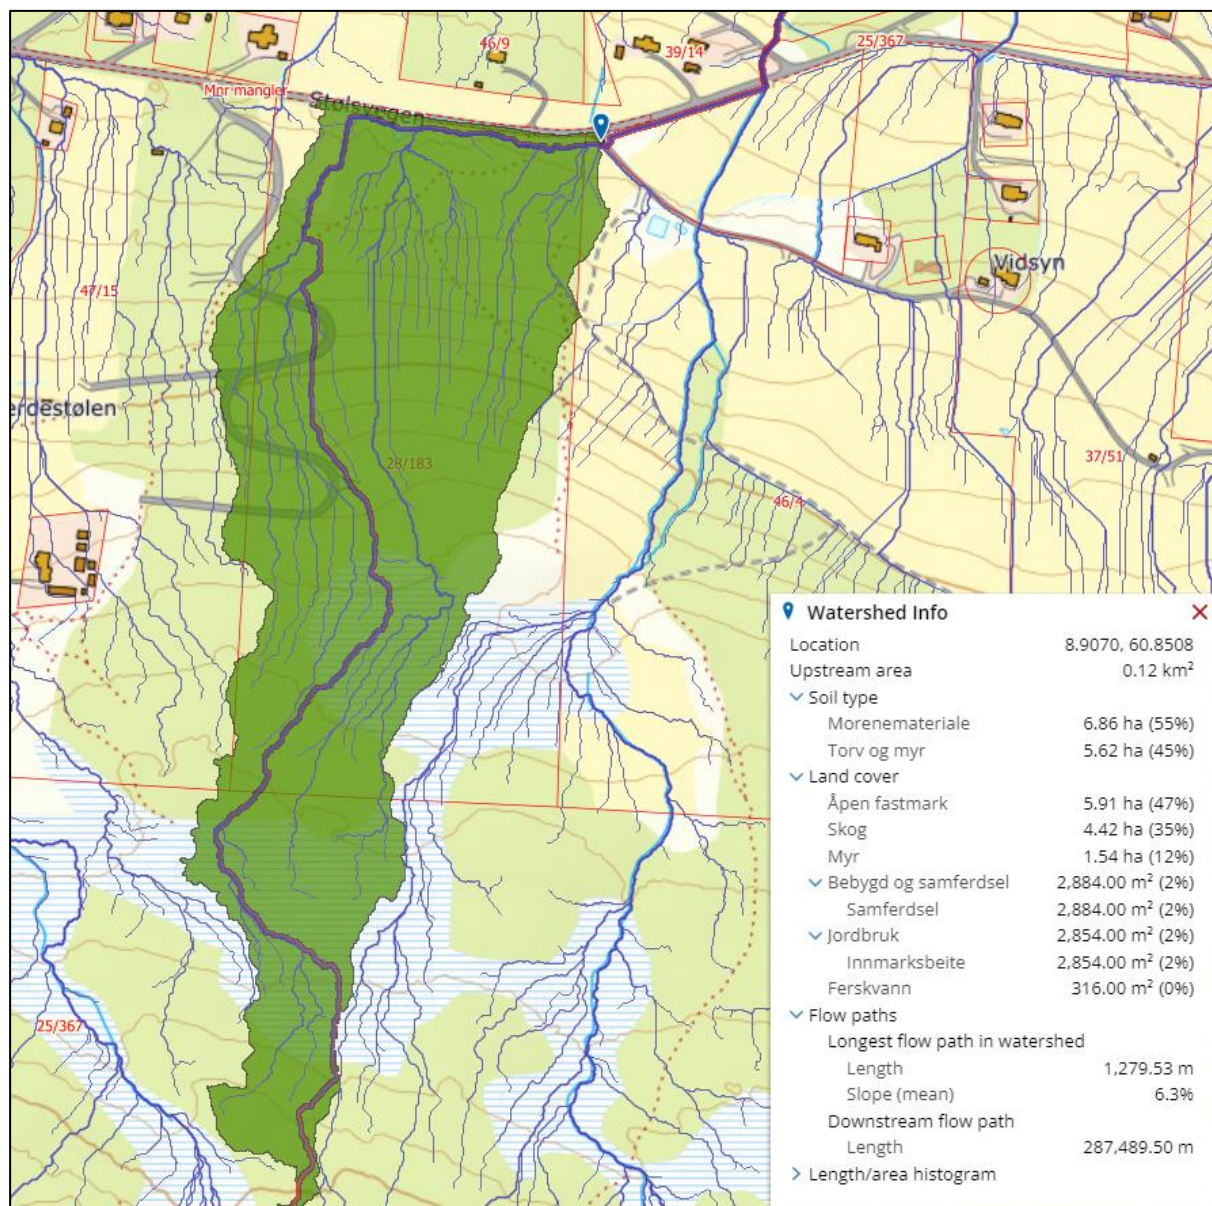 46/9
39/14
25/367
Mnr mangler
Stølsvegen
47/15
Vidsyn
erdestølen
28/183
37/51
46/4
25/367
Watershed Info
Location 8.9070, 60.8508
Upstream area 0.12 km²
Soil type
Morenemateriale 6.86 ha (55%)
Torv og myr 5.62 ha (45%)
Land cover
Åpen fastmark 5.91 ha (47%)
Skog 4.42 ha (35%)
Myr 1.54 ha (12%)
Bebygd og samferdsel 2,884.00 m² (2%)
Samferdsel 2,884.00 m² (2%)
Jordbruk 2,854.00 m² (2%)
Innmarksbeite 2,854.00 m² (2%)
Ferskvann 316.00 m² (0%)
Flow paths
Longest flow path in watershed
Length 1,279.53 m
Slope (mean) 6.3%
Downstream flow path
Length 287,489.50 m
Length/area histogram